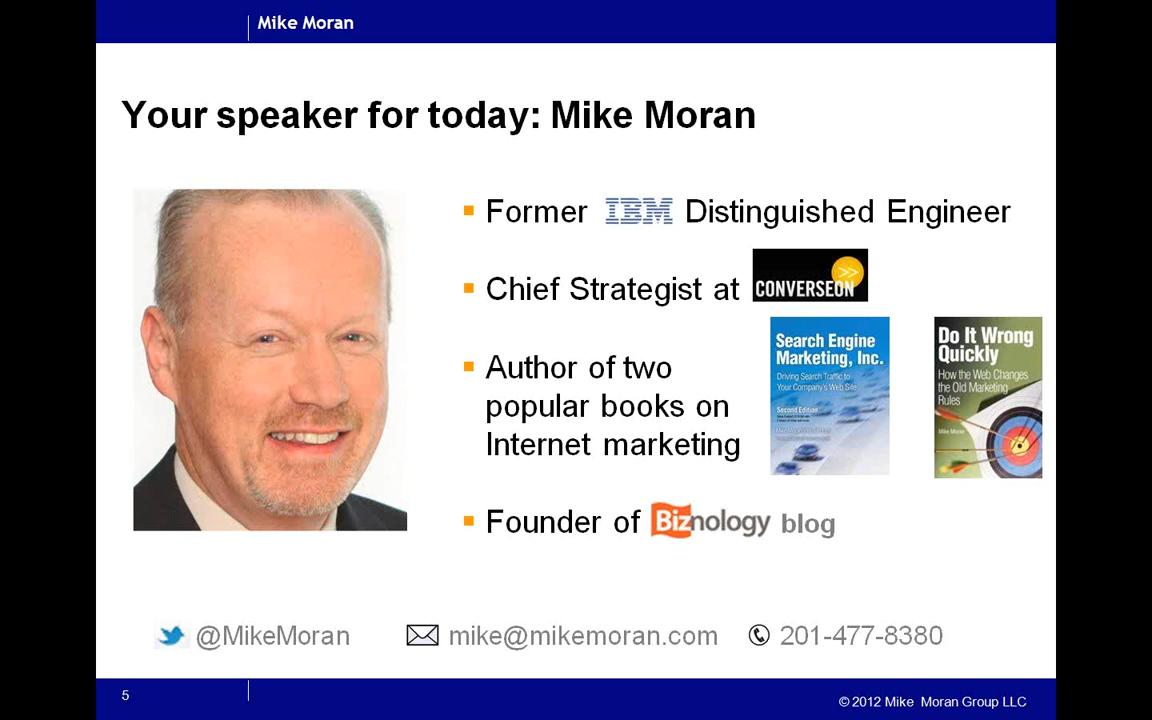 Mike Moran
Your speaker for today: Mike Moran
Former IBM Distinguished Engineer
Chief Strategist at CONVERSEON
Author of two
popular books on
Internet marketing
Search Engine
Marketing, Inc.
Driving Search Traffic to
Your Company's Web Site
Second Edition
Do It Wrong
Quickly
How the Web Changes
the Old Marketing
Rules
Mike Moran
Founder of Biznology blog
@MikeMoran mike@mikemoran.com 201-477-8380
5
© 2012 Mike Moran Group LLC